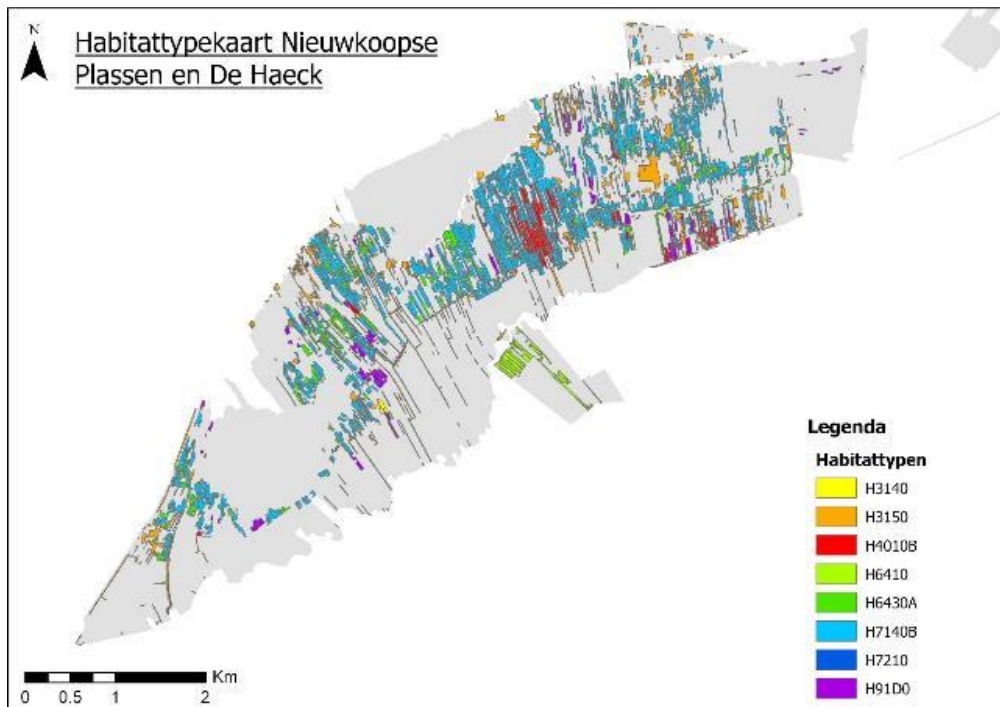 N
Habitattypekaart Nieuwkoopse
Plassen en De Haeck
Legenda
Habitattypen
H3140
H3150
H4010B
H6410
H6430A
H7140B
H7210
H91D0
Km
0 0.5 1 2